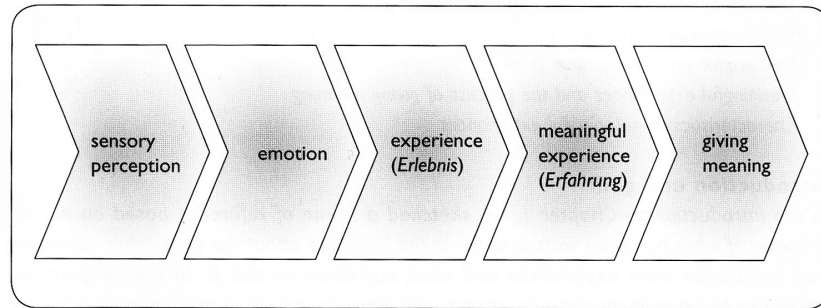 sensory
perception
emotion
experience
(Erlebnis)
meaningful
experience
(Erfahrung)
giving
meaning